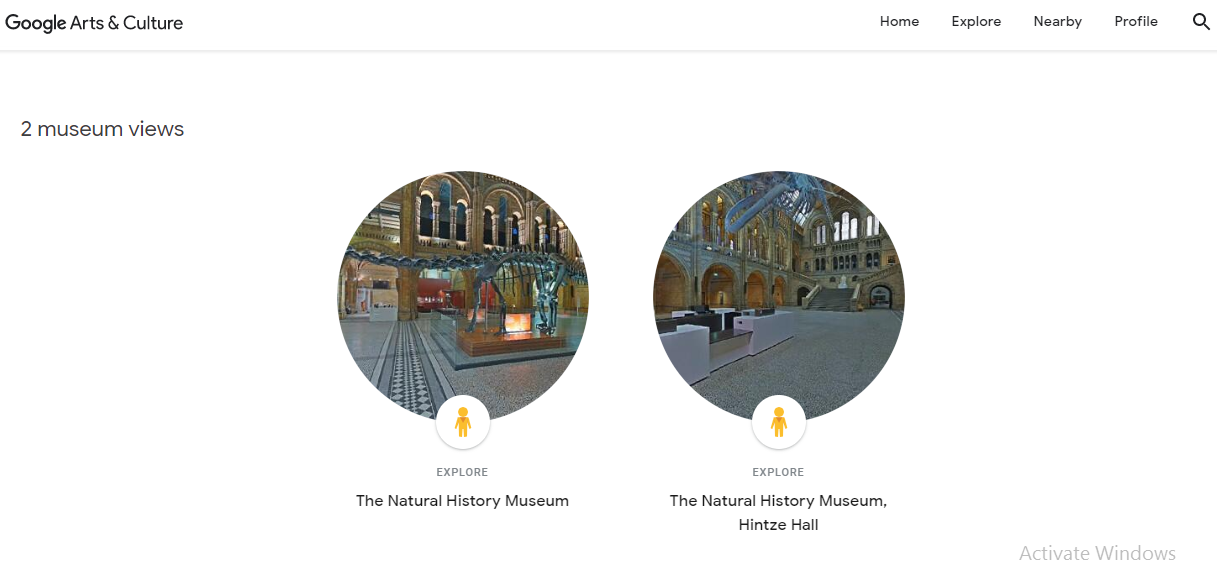 Google Arts & Culture
Home Explore Nearby Profile
2 museum views
EXPLORE
The Natural History Museum
EXPLORE
The Natural History Museum,
Hintze Hall
Activate Windows